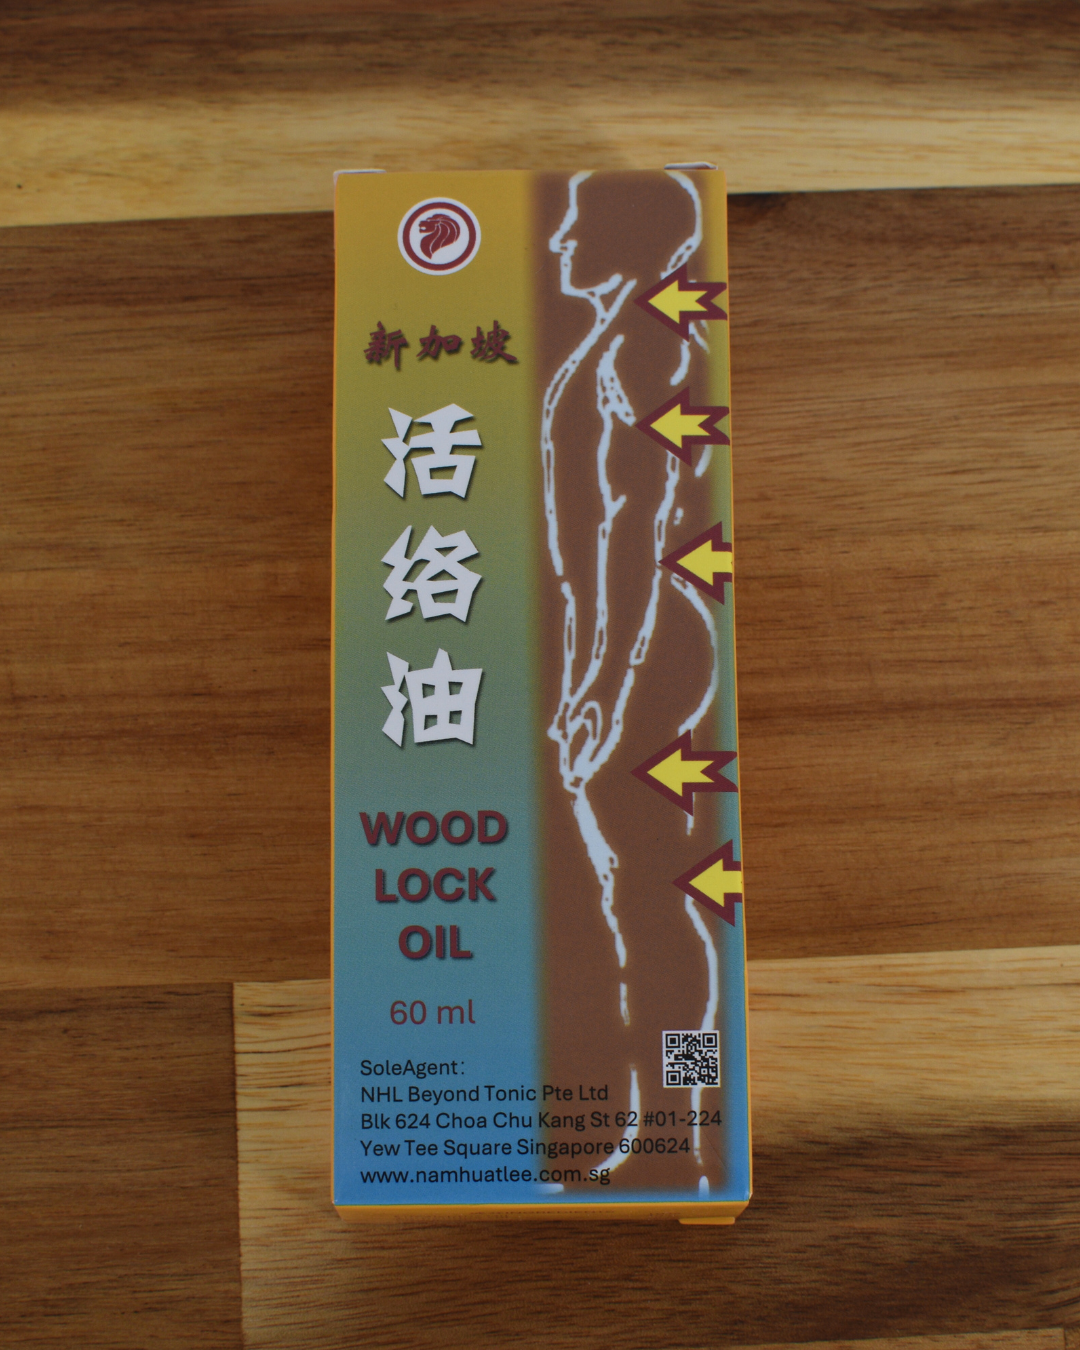 新加坡
活
络
油
WOOD
LOCK
OIL
60 ml
SoleAgent:
NHL Beyond Tonic Pte Ltd
Blk 624 Choa Chu Kang St 62 #01-224
Yew Tee Square Singapore 600624
www.namhuatlee.com.sg